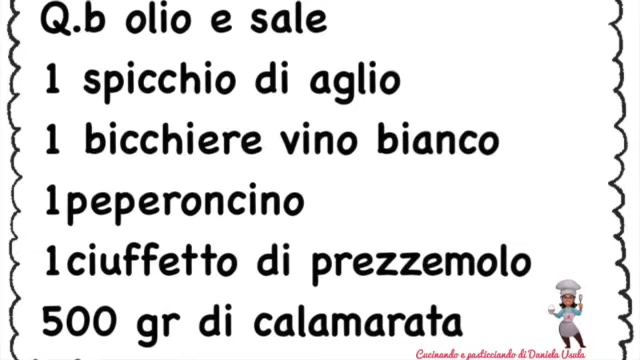 Q.b olio e sale
1 spicchio di aglio
1 bicchiere vino bianco
1peperoncino
1ciuffetto di prezzemolo
500 gr di calamarata
Cucinando e pasticciando di Daniela Usula